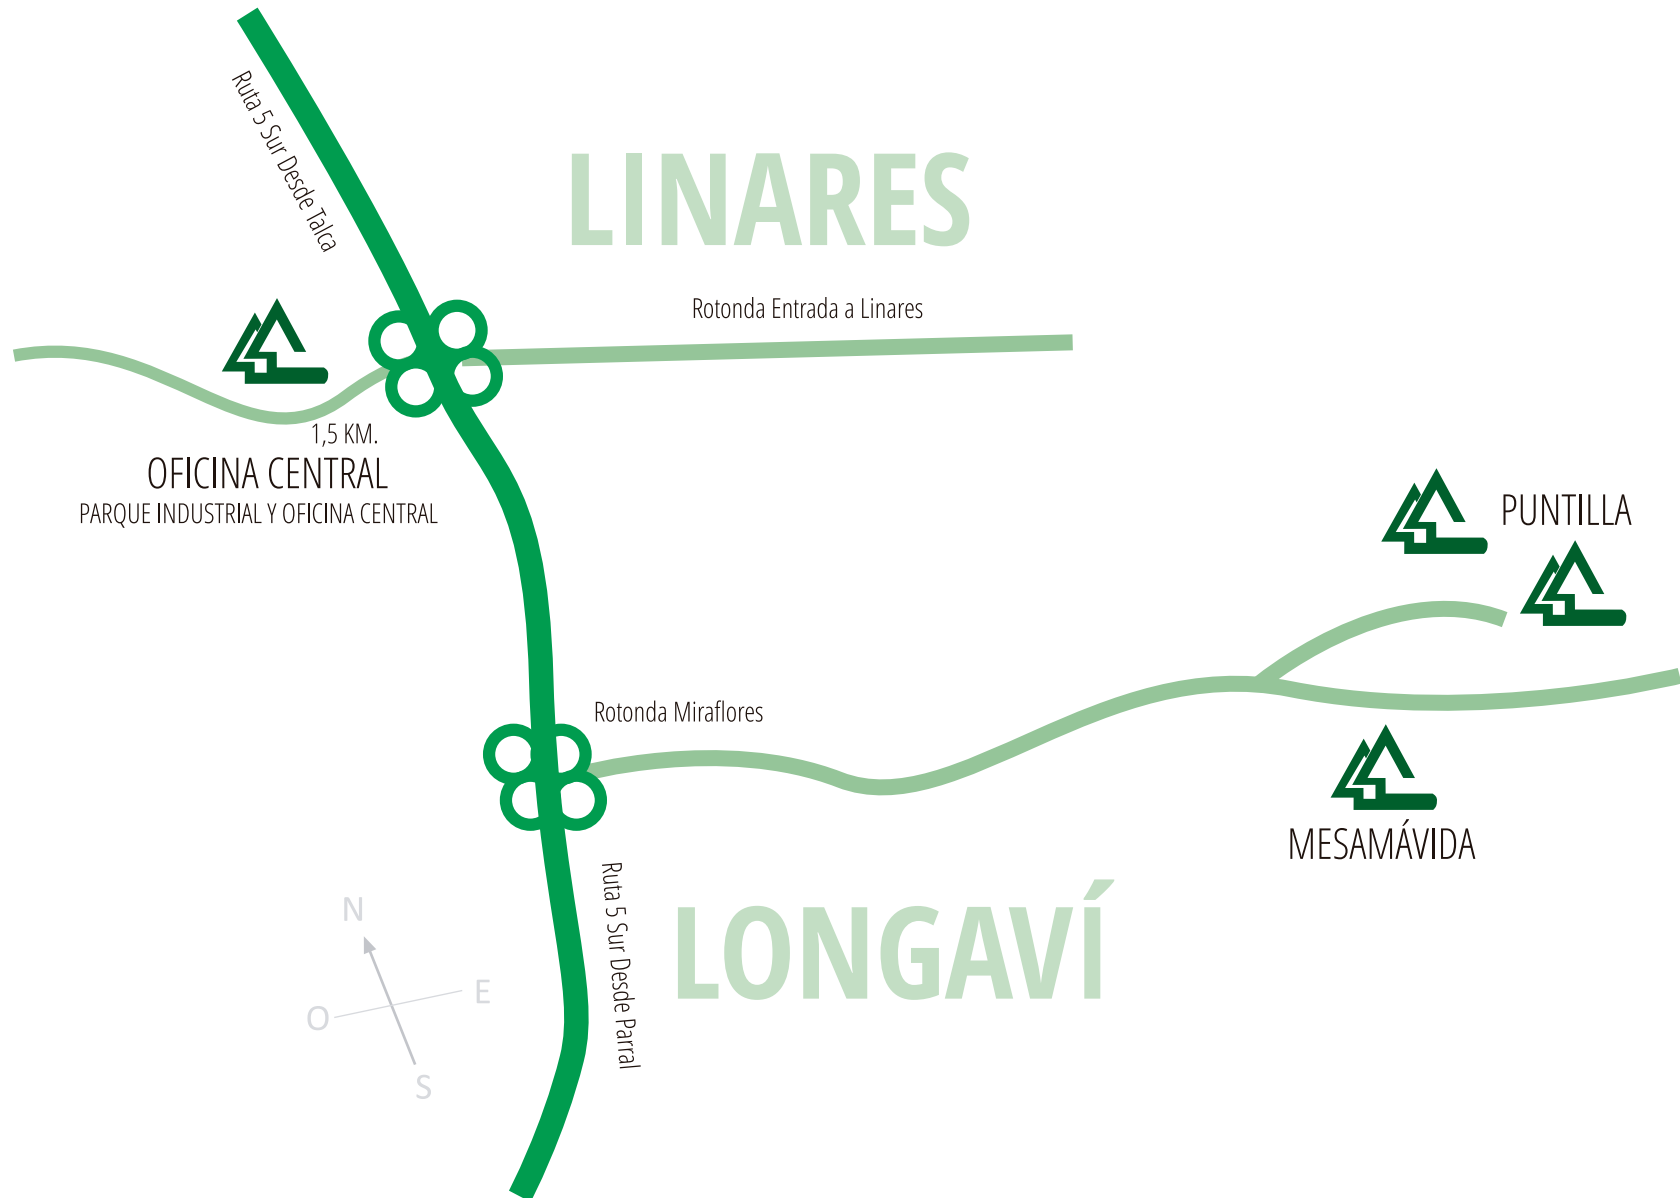 Ruta 5 Sur Desde Talca
LINARES
Rotonda Entrada a Linares
1,5 KM.
OFICINA CENTRAL
PARQUE INDUSTRIAL Y OFICINA CENTRAL
PUNTILLA
Rotonda Miraflores
MESAMÁVIDA
Ruta 5 Sur Desde Parral
LONGAVÍ
N
E
O
S